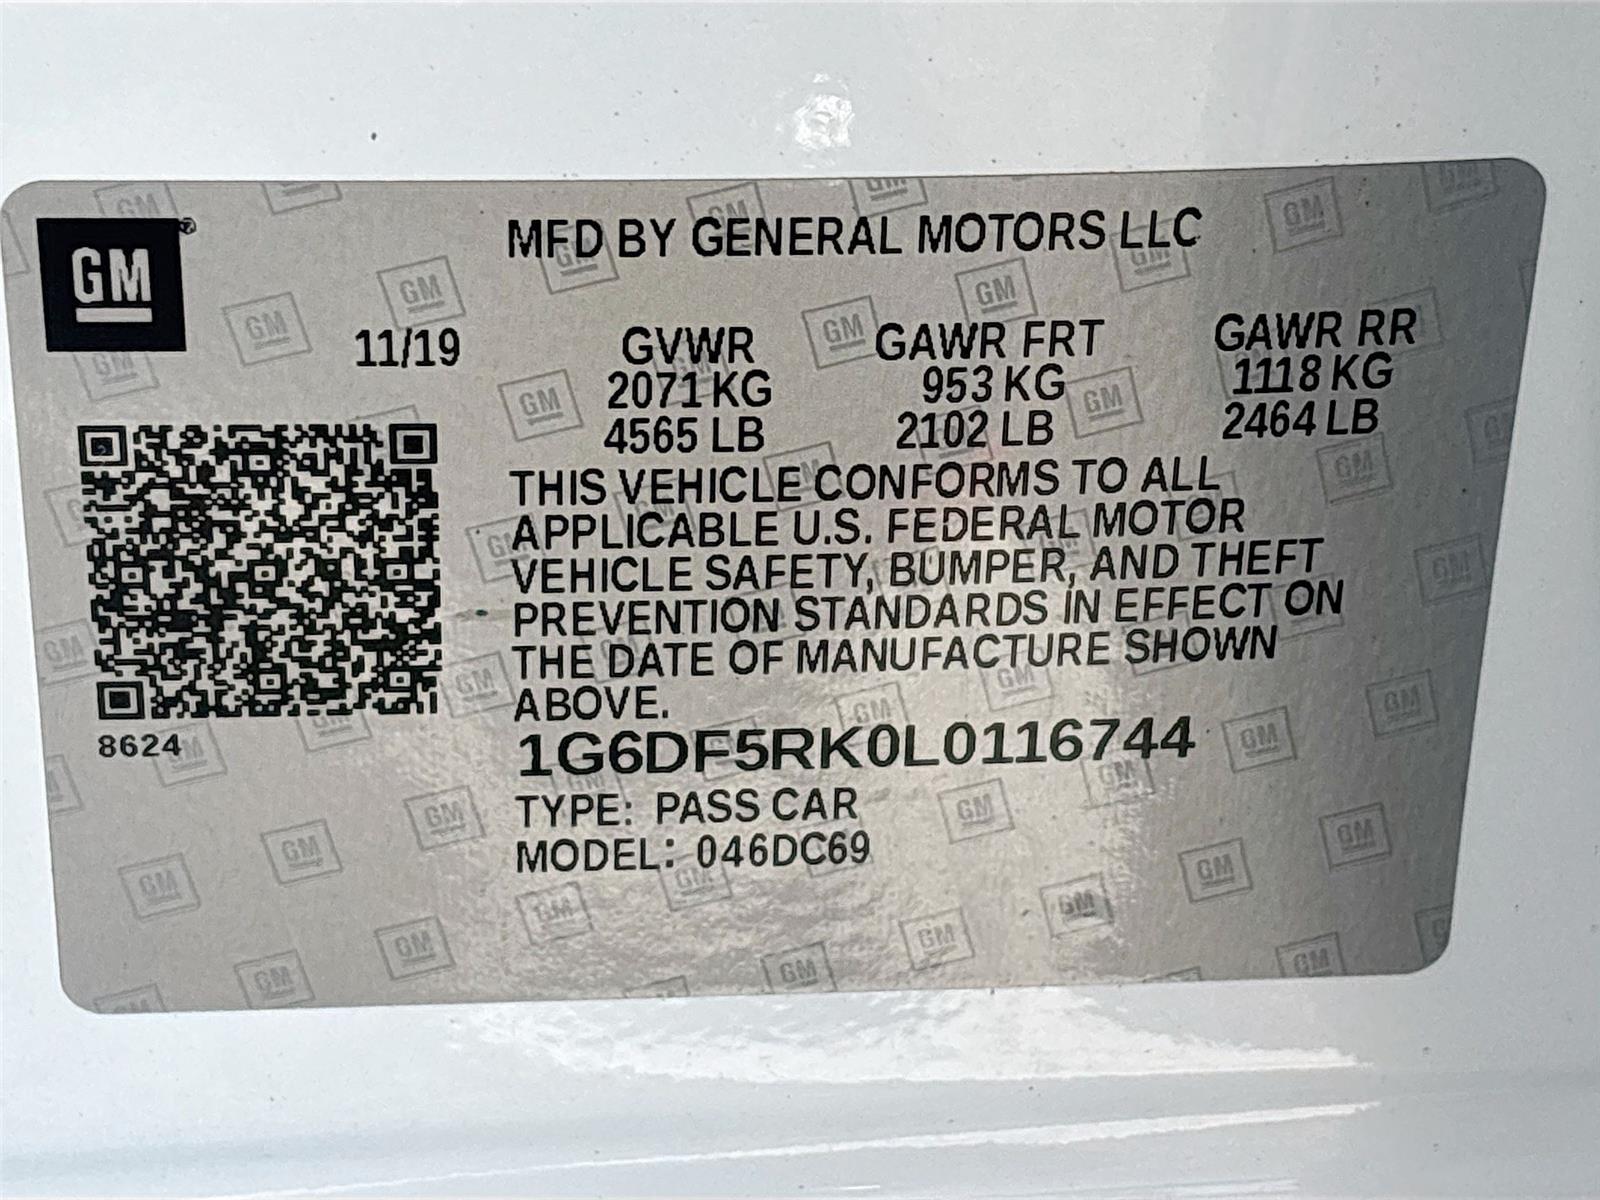 GM
MFD BY GENERAL MOTORS LLC
11/19 GVWR GAWR FRT GAWR RR
2071 KG 953 KG 1118 KG
4565 LB 2102 LB 2464 LB
THIS VEHICLE CONFORMS TO ALL
APPLICABLE U.S. FEDERAL MOTOR
VEHICLE SAFETY, BUMPER, AND THEFT
PREVENTION STANDARDS IN EFFECT ON
THE DATE OF MANUFACTURE SHOWN
ABOVE.
8624
1G6DF5RK0L0116744
TYPE: PASS CAR
MODEL: 046DC69